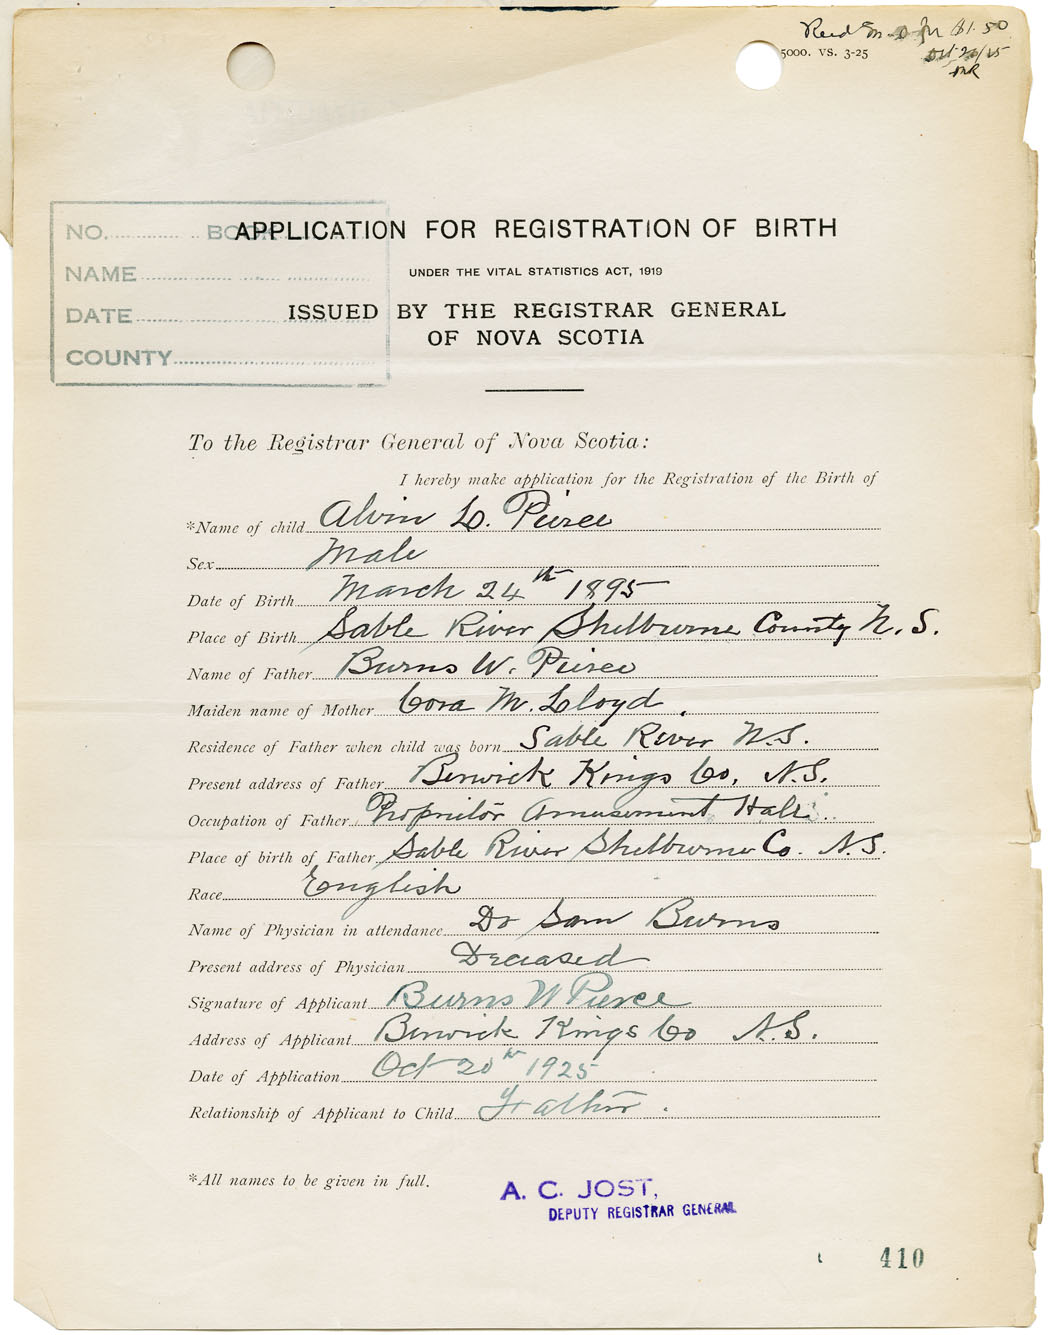 Recd $1.50
5000. VS. 3-25
NO. BOOK
NAME
DATE
COUNTY
APPLICATION FOR REGISTRATION OF BIRTH
UNDER THE VITAL STATISTICS ACT, 1919
ISSUED BY THE REGISTRAR GENERAL
OF NOVA SCOTIA
To the Registrar General of Nova Scotia:
I hereby make application for the Registration of the Birth of
*Name of child Alvin L. Pierce
Sex Male
Date of Birth March 24th 1895
Place of Birth Sable River Shelburne County N.S.
Name of Father Burns W. Pierce
Maiden name of Mother Cora M. Lloyd.
Residence of Father when child was born Sable River N.S.
Present address of Father Berwick Kings Co. N.S.
Occupation of Father Proprietor Amusement Hall
Place of birth of Father Sable River Shelburne Co. N.S.
Race English
Name of Physician in attendance Dr Sam Burns
Present address of Physician Deceased
Signature of Applicant Burns W Pierce
Address of Applicant Berwick Kings Co N.S.
Date of Application Oct 20th 1925
Relationship of Applicant to Child Father.
*All names to be given in full.
A. C. JOST,
DEPUTY REGISTRAR GENERAL
410